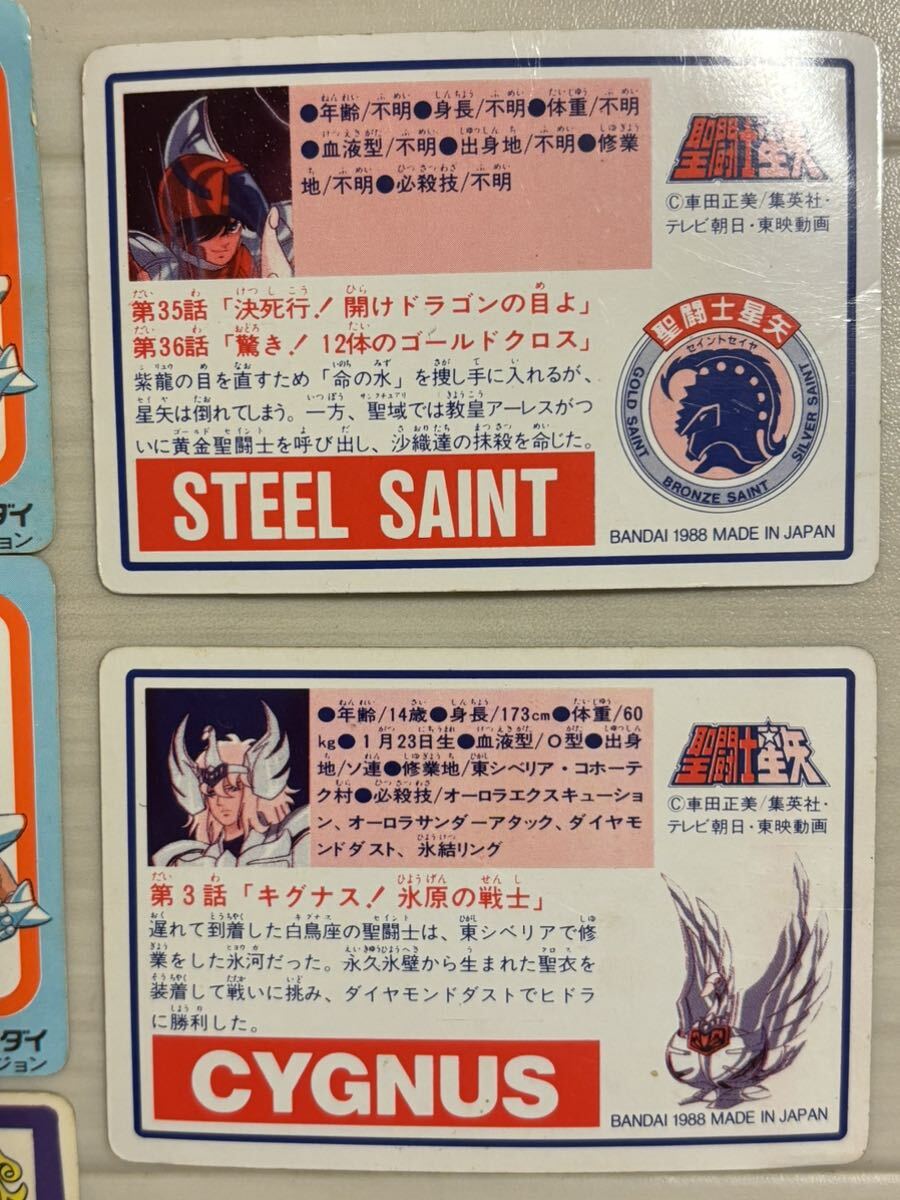 ●年齢/不明●身長/不明●体重/不明
●血液型/不明●出身地/不明●修業
地/不明●必殺技/不明
聖闘士星矢
©車田正美/集英社・
テレビ朝日・東映動画
第35話「決死行！開けドラゴンの目よ」
第36話「驚き！12体のゴールドクロス」
紫龍の目を直すため「命の水」を捜し手に入れるが、
星矢は倒れてしまう。一方、聖域では教皇アーレスがつ
いに黄金聖闘士を呼び出し、沙織達の抹殺を命じた。
STEEL SAINT
聖闘士星矢
セイントセイヤ
GOLD SAINT
BRONZE SAINT
SILVER SAINT
BANDAI 1988 MADE IN JAPAN
●年齢/14歳●身長/173cm●体重/60
kg●1月23日生●血液型/O型●出身
地/ソ連●修業地/東シベリア・コホーテ
ク村●必殺技/オーロラエクスキューショ
ン、オーロラサンダーアタック、ダイヤモ
ンドダスト、氷結リング
聖闘士星矢
©車田正美/集英社・
テレビ朝日・東映動画
第3話「キグナス！氷原の戦士」
遅れて到着した白鳥座の聖闘士は、東シベリアで修
業をした氷河だった。永久氷壁から生まれた聖衣を
装着して戦いに挑み、ダイヤモンドダストでヒドラ
に勝利した。
CYGNUS
BANDAI 1988 MADE IN JAPAN
ダイ
ョン
ダイ
ジョン